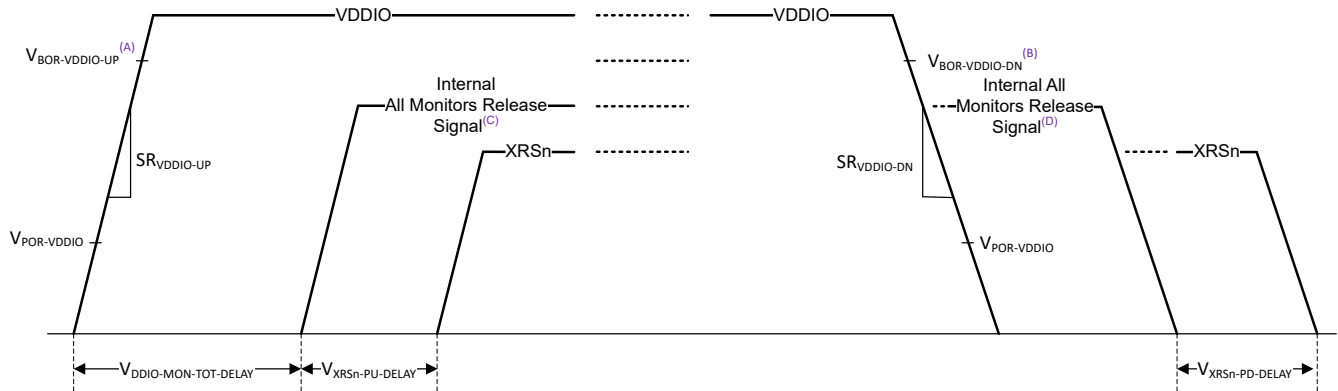 VDDIO
VDDIO
VBOR-VDDIO-UP(A)
VBOR-VDDIO-DN(B)
Internal
All Monitors Release
Signal(C)
Internal All
Monitors Release
Signal(D)
XRSn
XRSn
SRVDDIO-UP
SRVDDIO-DN
VPOR-VDDIO
VPOR-VDDIO
VDDIO-MON-TOT-DELAY
VXRSn-PU-DELAY
VXRSn-PD-DELAY